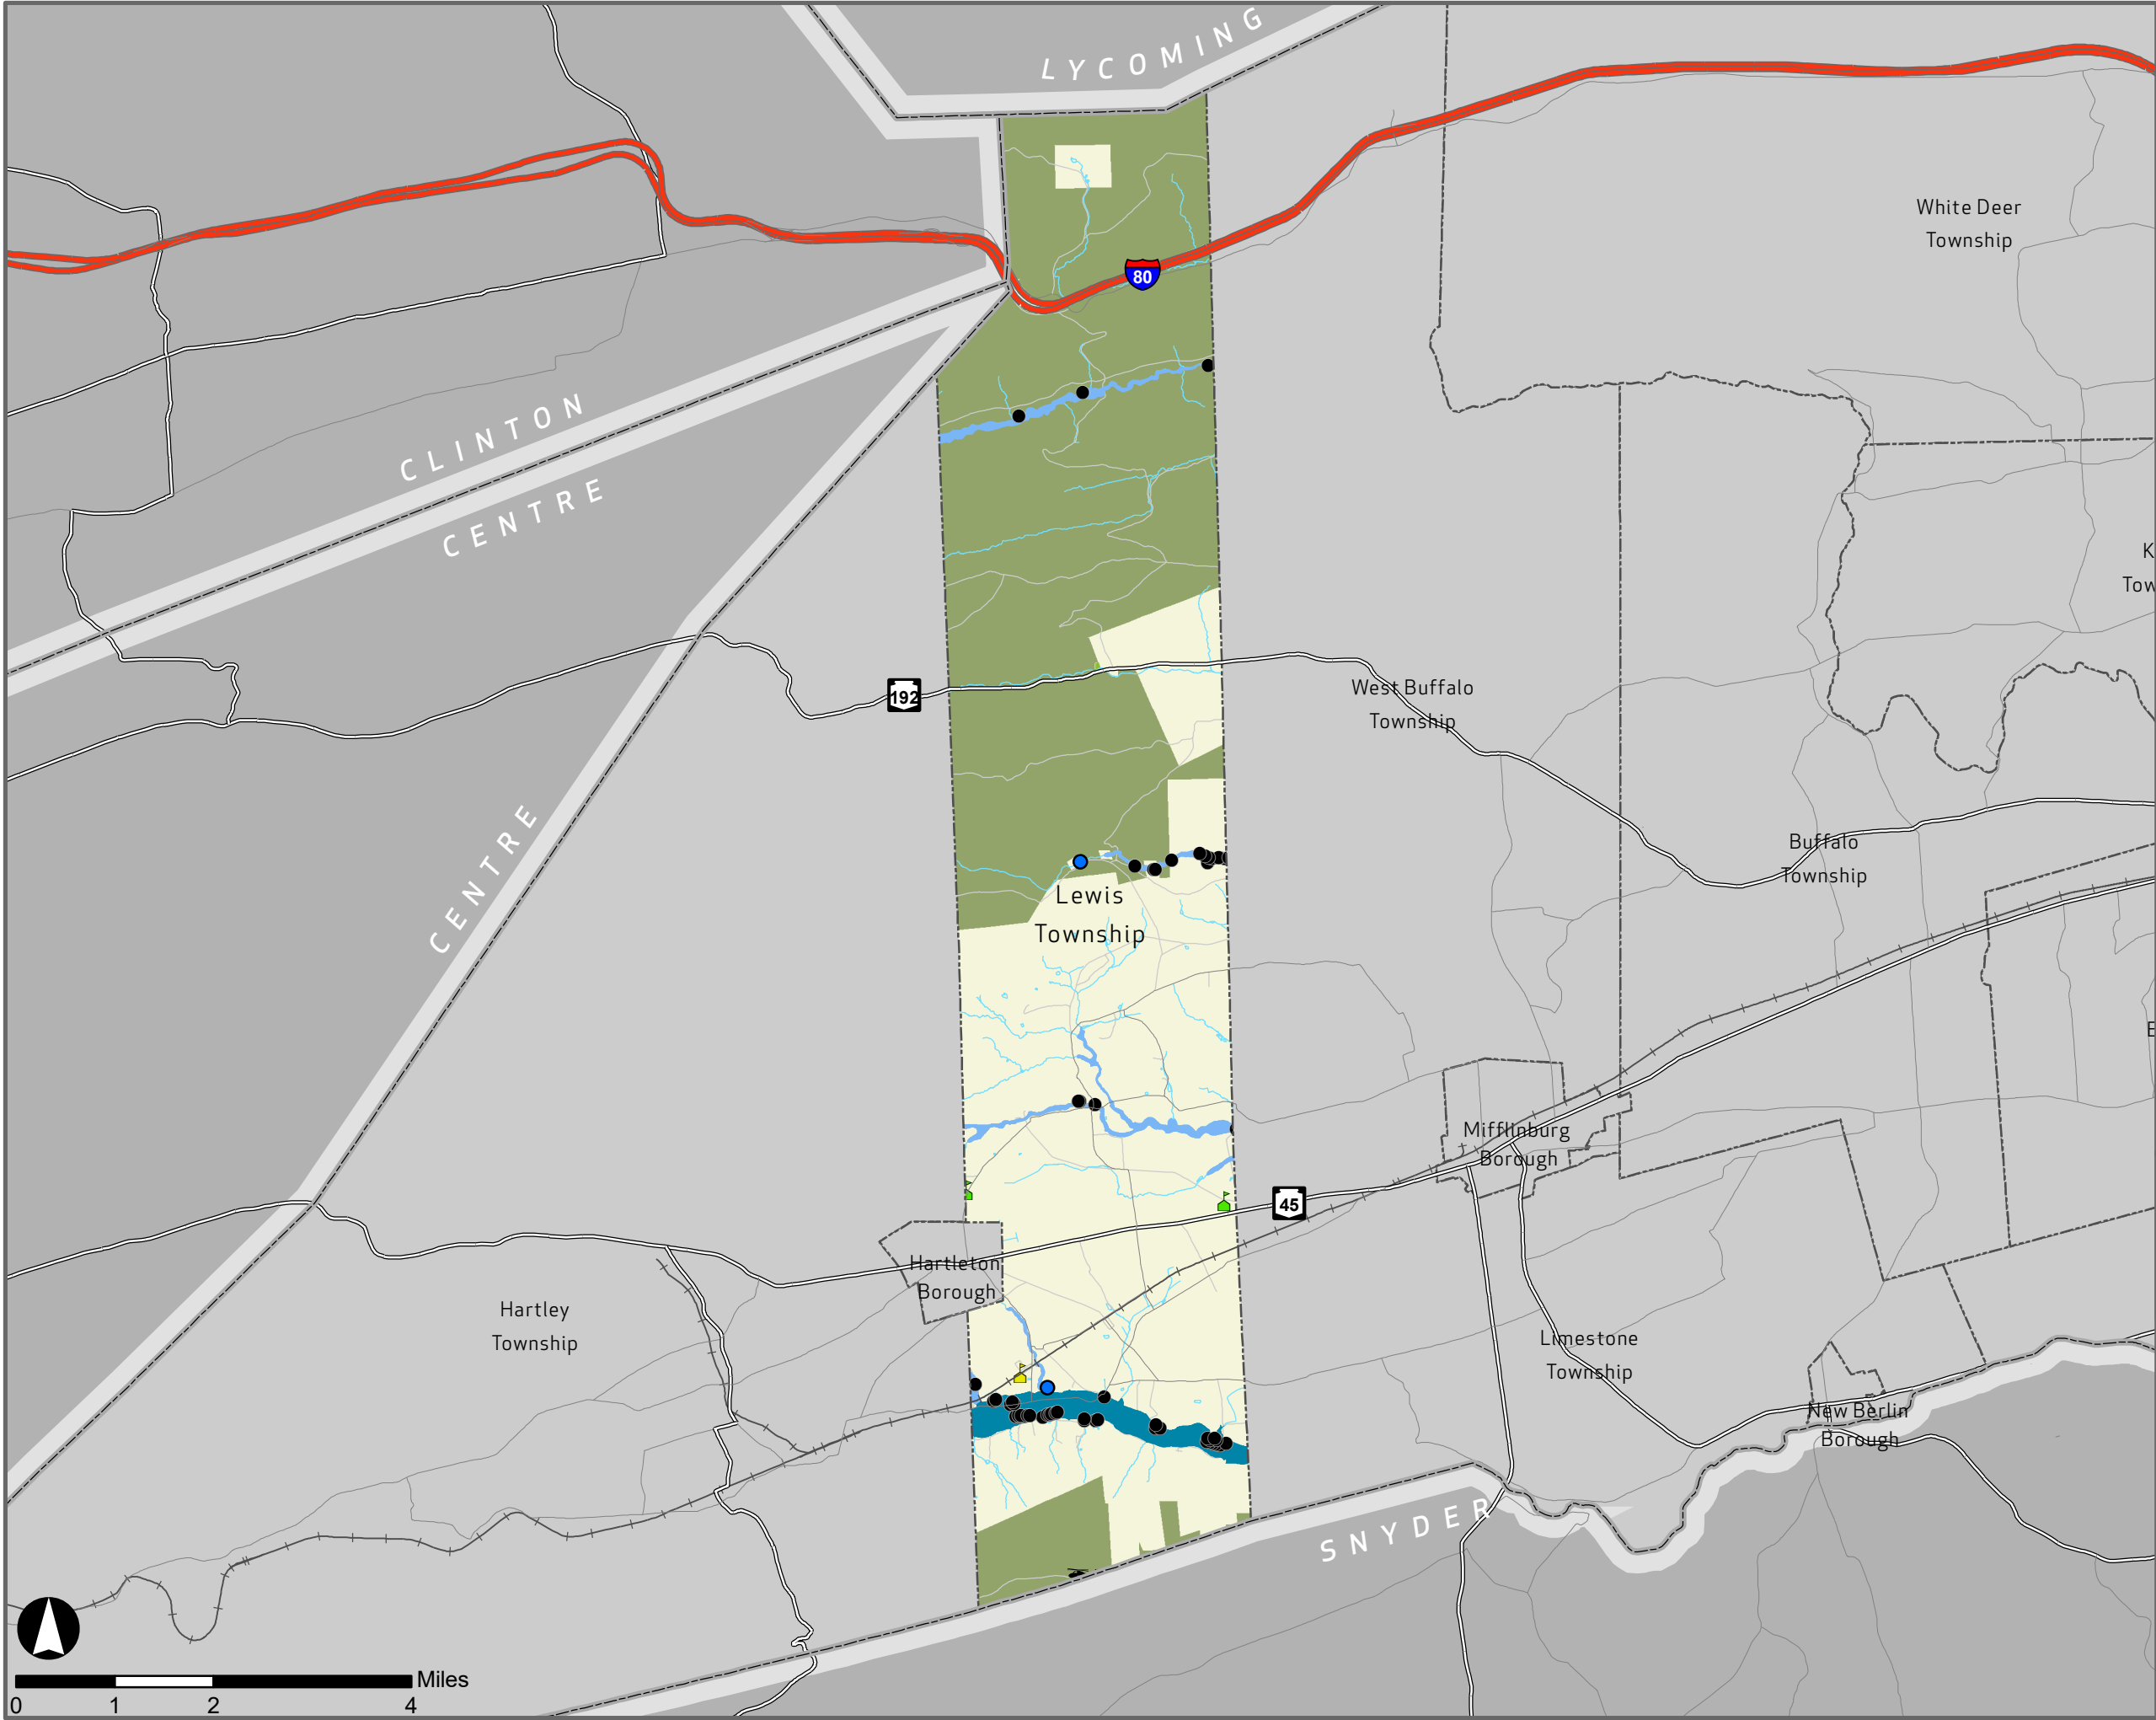 LYCOMING
White Deer
Township
80
CLINTON
CENTRE
192
West Buffalo
Township
CENTRE
Buffalo
Township
Lewis
Township
Mifflinburg
Borough
45
Hartleton
Borough
Hartley
Township
Limestone
Township
New Berlin
Borough
SNYDER
Miles
0 1 2 4